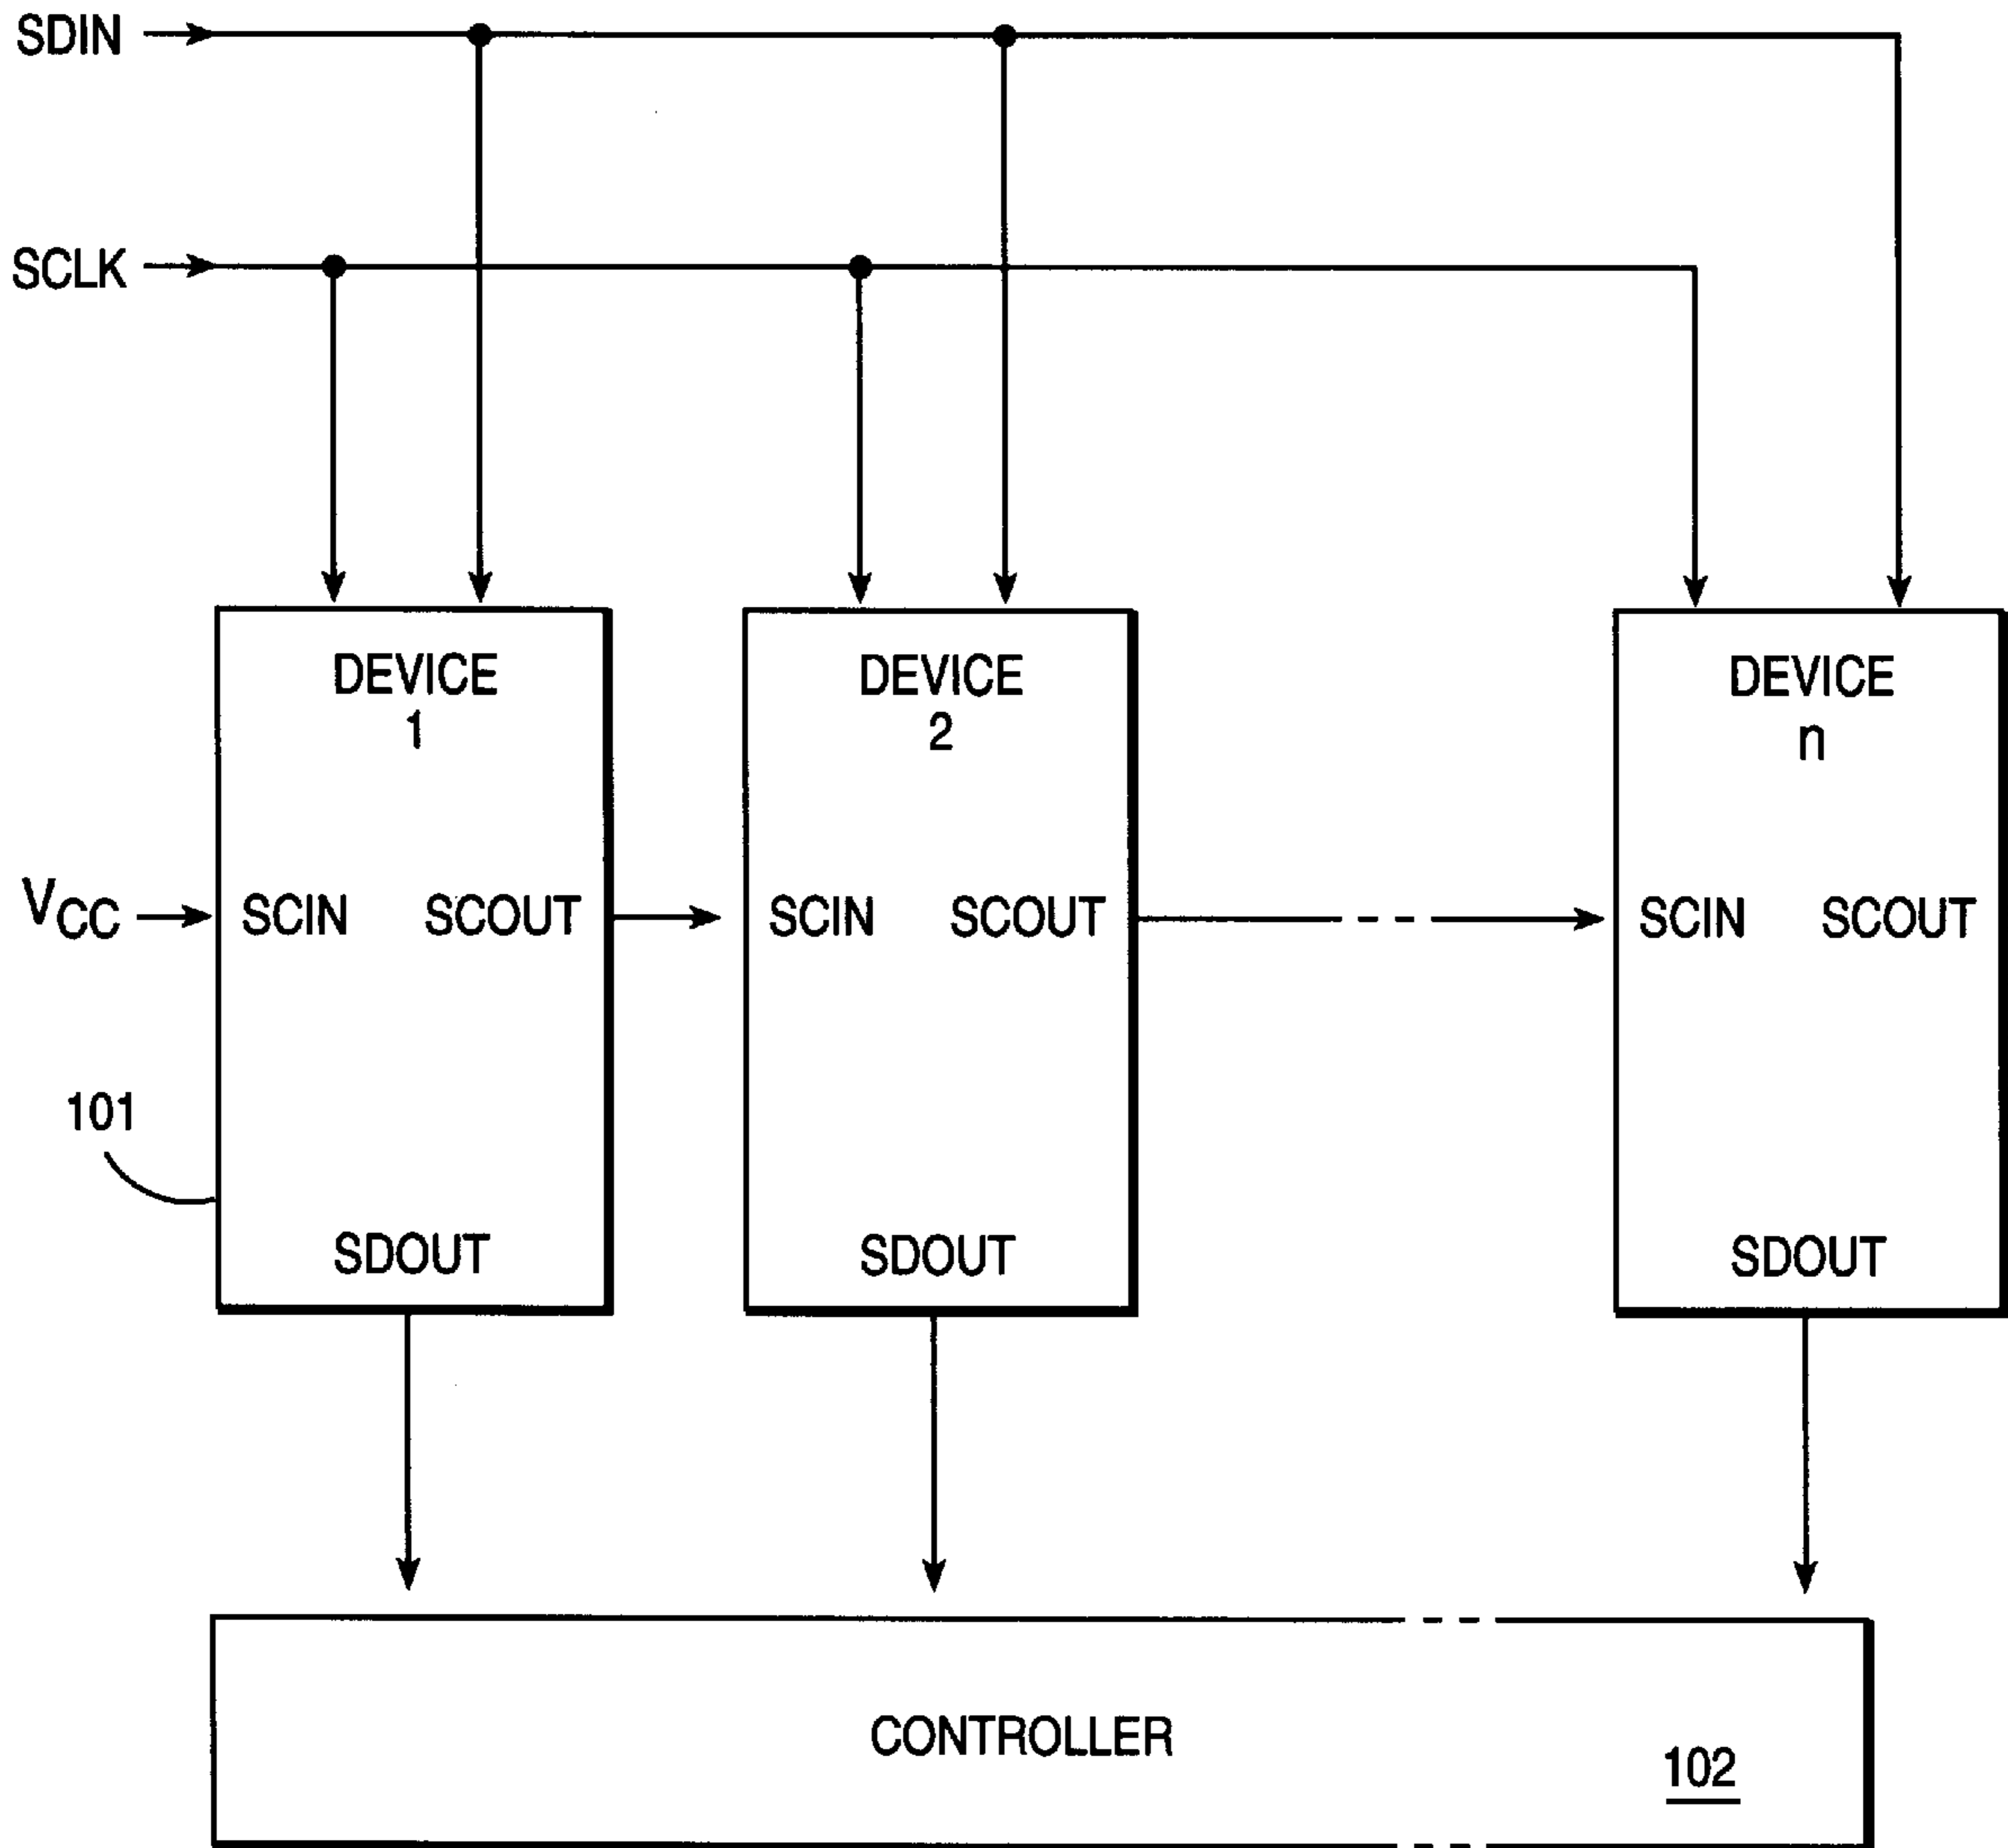 SDIN
SCLK
DEVICE
1
DEVICE
2
DEVICE
n
VCC
SCIN
SCOUT
SCIN
SCOUT
SCIN
SCOUT
101
SDOUT
SDOUT
SDOUT
CONTROLLER
102